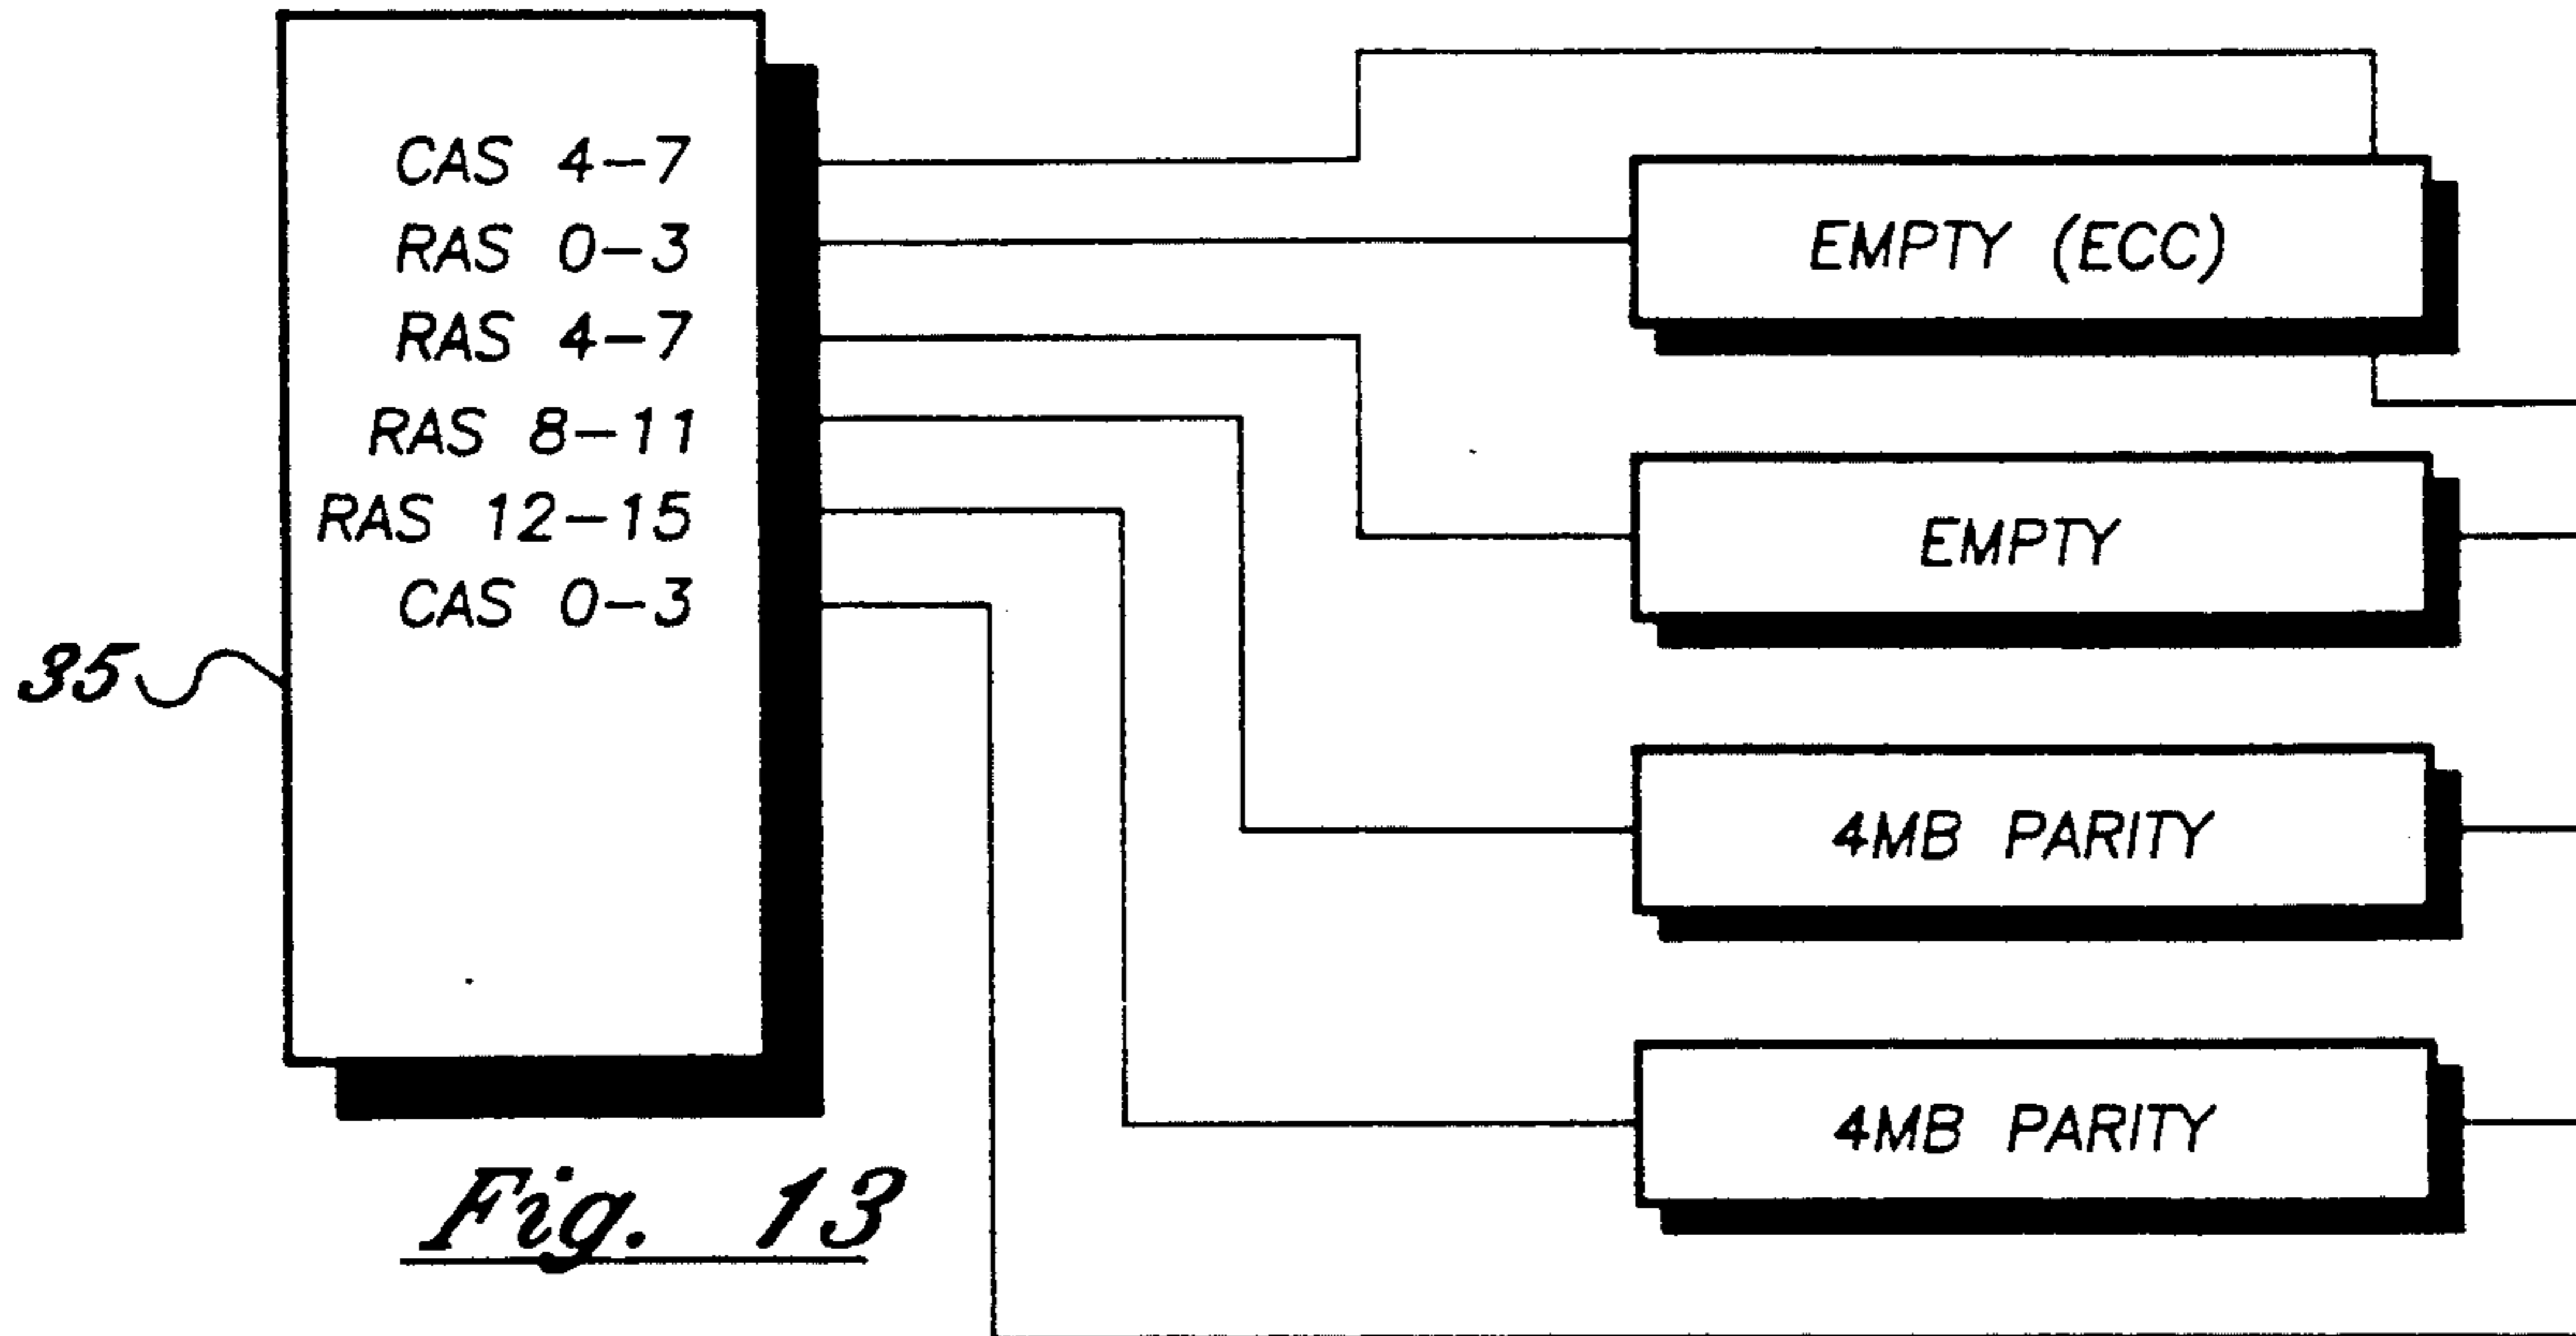 CAS 4-7
RAS 0-3
RAS 4-7
RAS 8-11
RAS 12-15
CAS 0-3
35
EMPTY (ECC)
EMPTY
4MB PARITY
4MB PARITY
Fig. 13